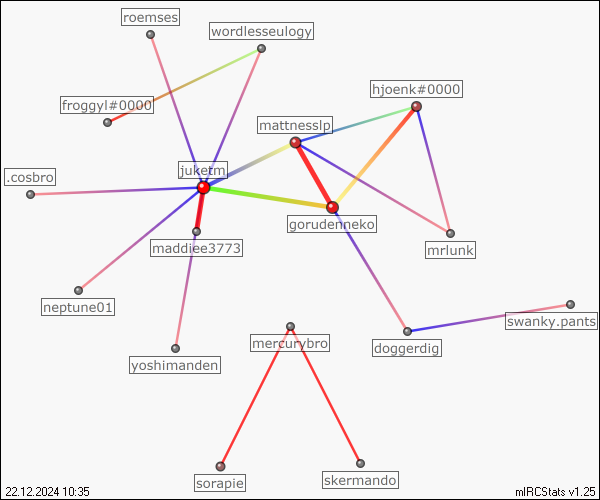 roemses
wordlesseulogy
hjoenk#0000
froggyl#0000
mattnesslp
juketm
.cosbro
gorudenneko
maddiee3773
mrlunk
neptune01
swanky.pants
mercurybro
doggerdig
yoshimanden
sorapie
skermando
22.12.2024 10:35
mIRCStats v1.25